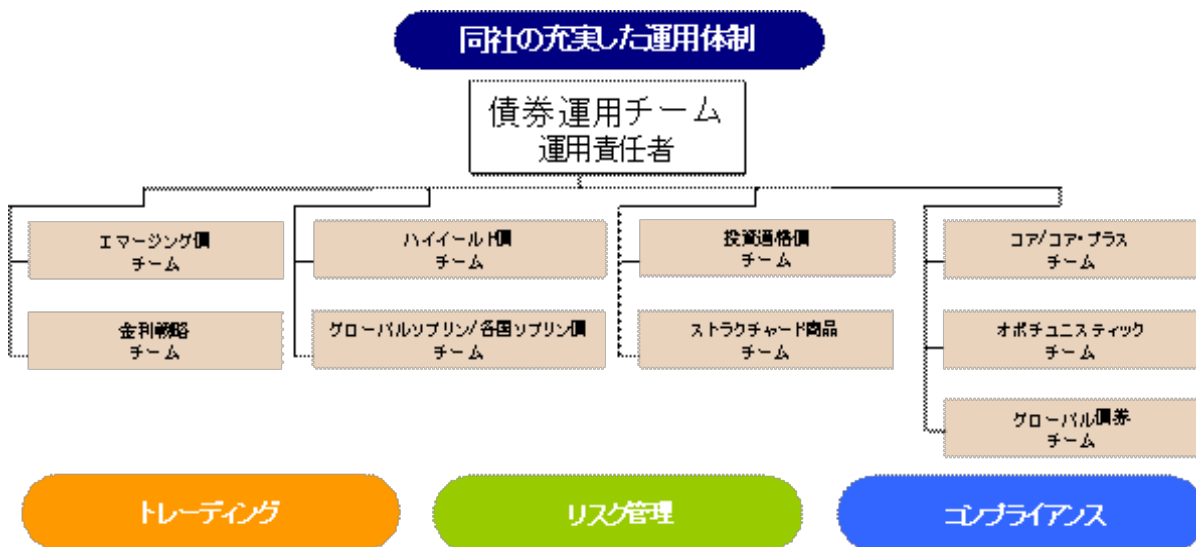 同社の充実した運用体制
債券運用チーム
運用責任者
エマージング債
チーム
ハイイールド債
チーム
投資適格債
チーム
コア/コア・プラス
チーム
金利戦略
チーム
グローバルソブリン/各国ソブリン債
チーム
ストラクチャード商品
チーム
オポチュニスティック
チーム
グローバル債券
チーム
トレーディング
リスク管理
コンプライアンス